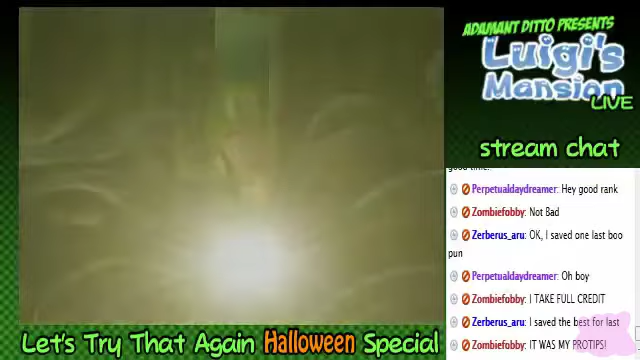 ADAMANT DITTO PRESENTS
Luigi's
Mansion
LIVE
stream chat
good time!
Perpetualdaydreamer: Hey good rank
Zombiefobby: Not Bad
Zerberus_aru: OK, I saved one last boo
pun
Perpetualdaydreamer: Oh boy
Zombiefobby: I TAKE FULL CREDIT
Zerberus_aru: I saved the best for last
Zombiefobby: IT WAS MY PROTIPS!
Let's Try That Again Halloween Special